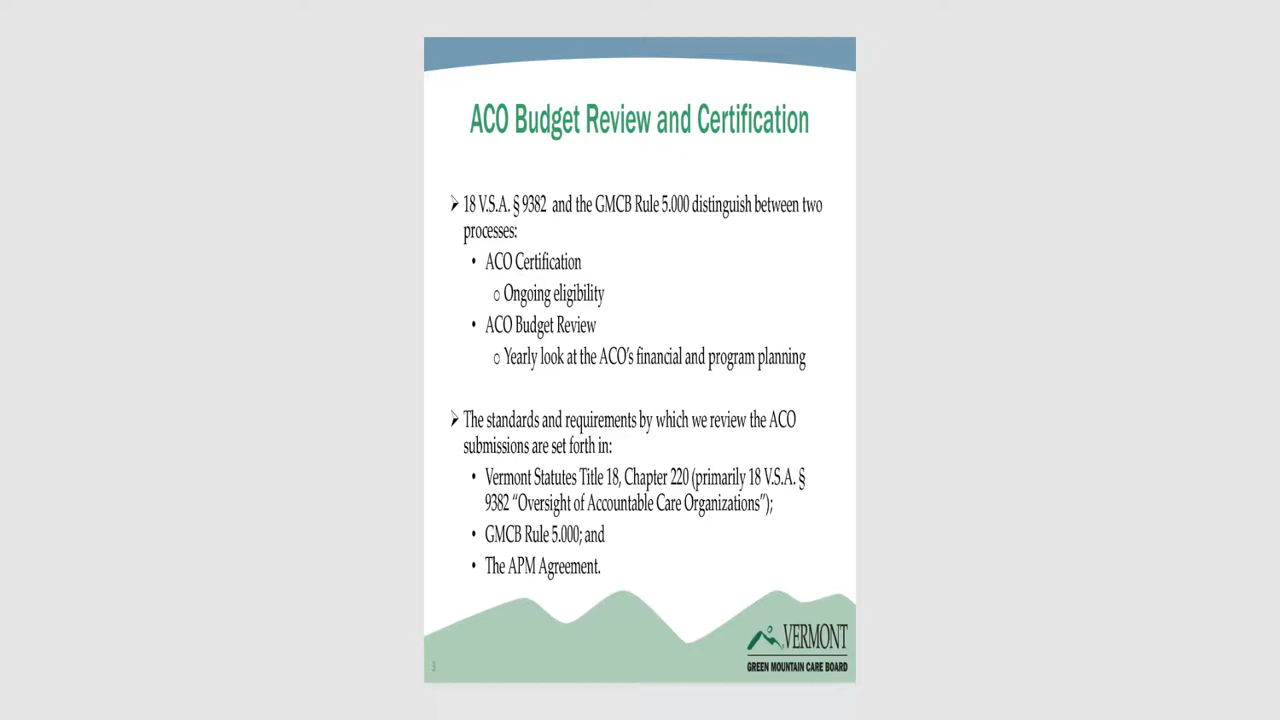 ACO Budget Review and Certification
➢ 18 V.S.A. § 9382 and the GMCB Rule 5.000 distinguish between two
processes:
• ACO Certification
○ Ongoing eligibility
• ACO Budget Review
○ Yearly look at the ACO’s financial and program planning
➢ The standards and requirements by which we review the ACO
submissions are set forth in:
• Vermont Statutes Title 18, Chapter 220 (primarily 18 V.S.A. §
9382 “Oversight of Accountable Care Organizations”);
• GMCB Rule 5.000; and
• The APM Agreement.
VERMONT
GREEN MOUNTAIN CARE BOARD